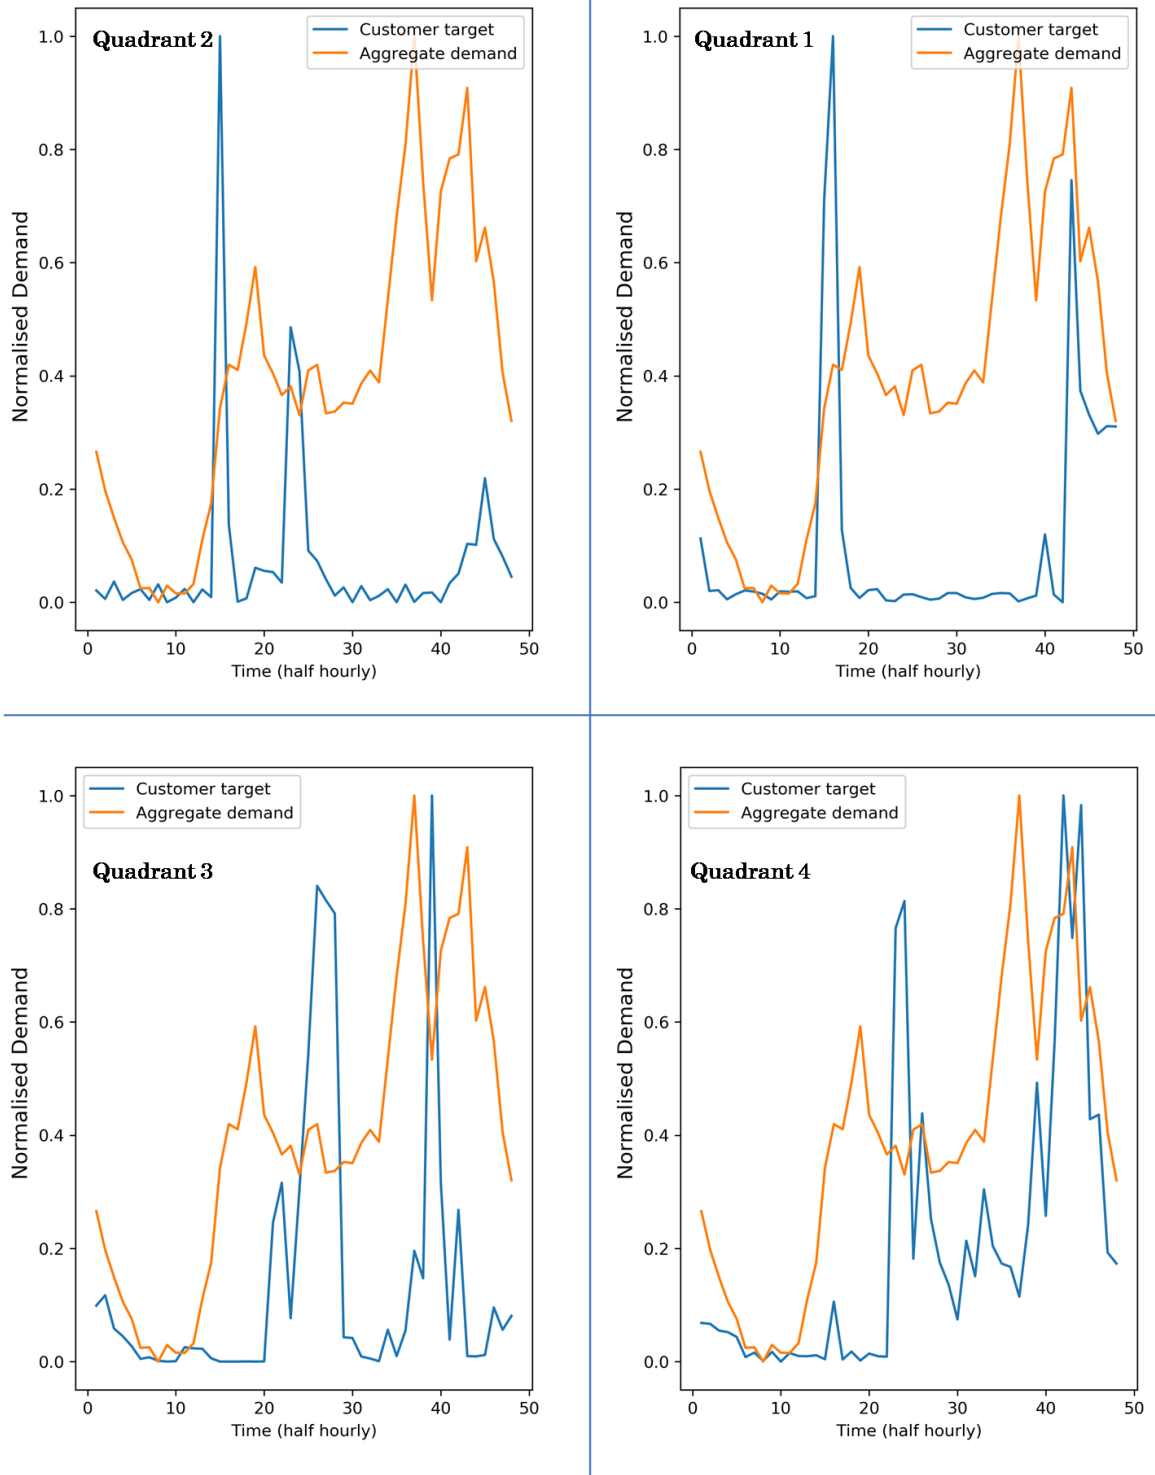 Quadrant 2
Customer target
Aggregate demand
1.0
0.8
0.6
0.4
0.2
0.0
Normalised Demand
0 10 20 30 40 50
Time (half hourly)
Quadrant 1
Customer target
Aggregate demand
1.0
0.8
0.6
0.4
0.2
0.0
Normalised Demand
0 10 20 30 40 50
Time (half hourly)
Customer target
Aggregate demand
Quadrant 3
1.0
0.8
0.6
0.4
0.2
0.0
Normalised Demand
0 10 20 30 40 50
Time (half hourly)
Customer target
Aggregate demand
Quadrant 4
1.0
0.8
0.6
0.4
0.2
0.0
Normalised Demand
0 10 20 30 40 50
Time (half hourly)